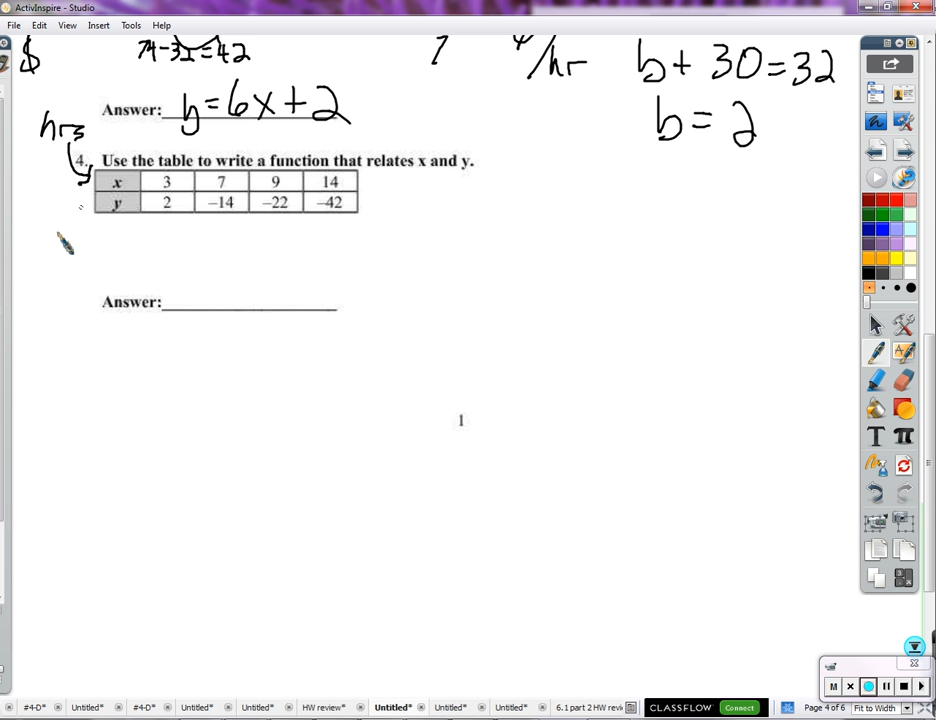 ActivInspire - Studio
File Edit View Insert Tools Help
$
74-32=42
/hr
b+ 30=32
Answer: y=6x+2
b= 2
hrs
4. Use the table to write a function that relates x and y.
x 3 7 9 14
y 2 –14 –22 –42
Answer:
1
#4-D* Untitled* #4-D* Untitled* Untitled* HW review* Untitled* Untitled* Untitled* 6.1 part 2 HW revi
CLASSFLOW Connect
Page 4 of 6 Fit to Width
M